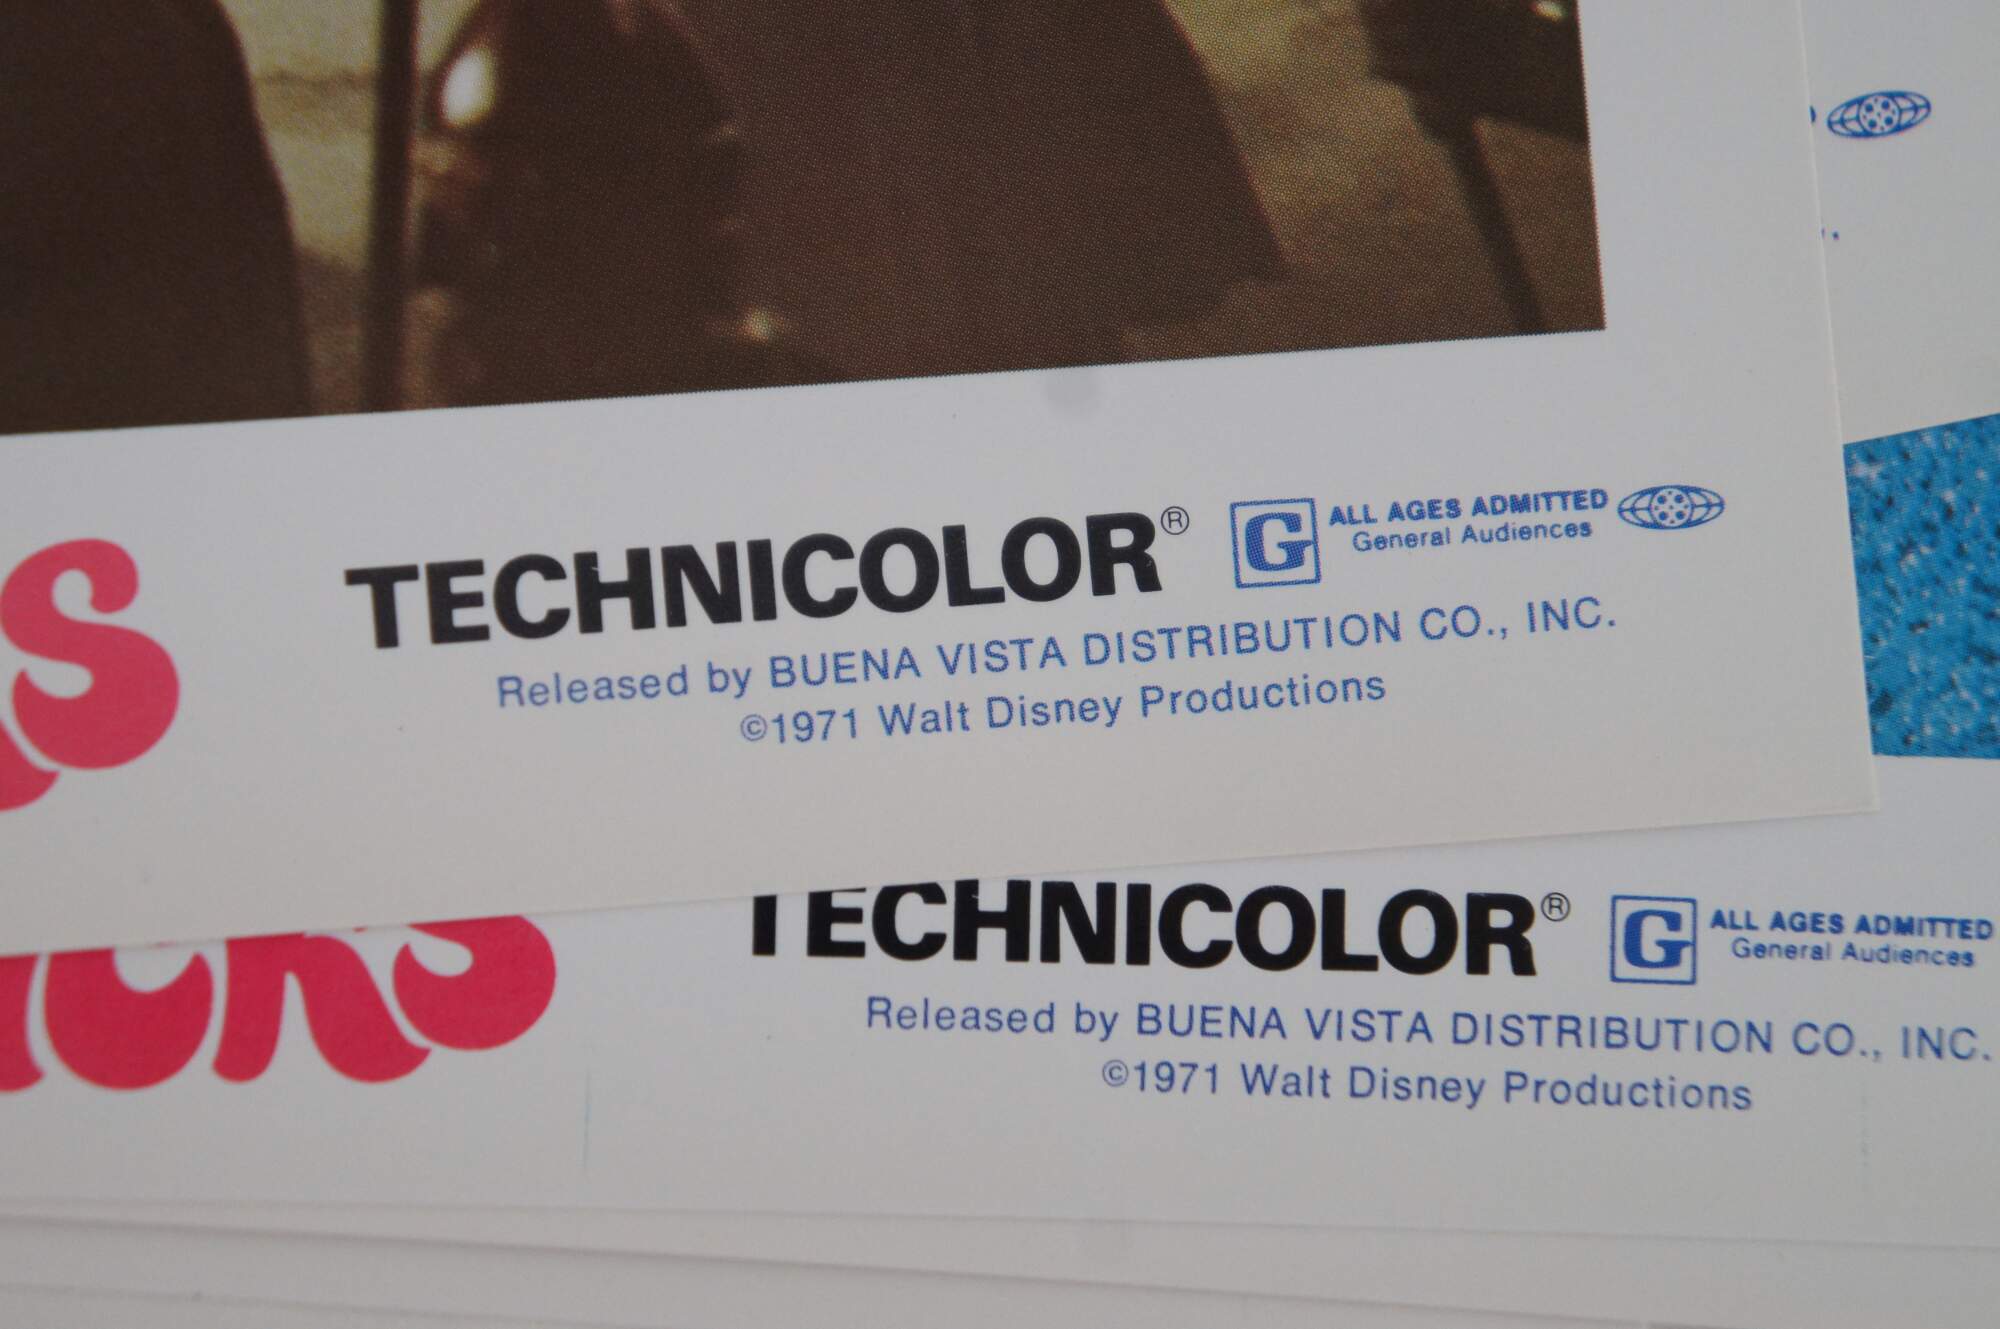 TECHNICOLOR®
G ALL AGES ADMITTED
General Audiences
Released by BUENA VISTA DISTRIBUTION CO., INC.
©1971 Walt Disney Productions
TECHNICOLOR®
G ALL AGES ADMITTED
General Audiences
Released by BUENA VISTA DISTRIBUTION CO., INC.
©1971 Walt Disney Productions